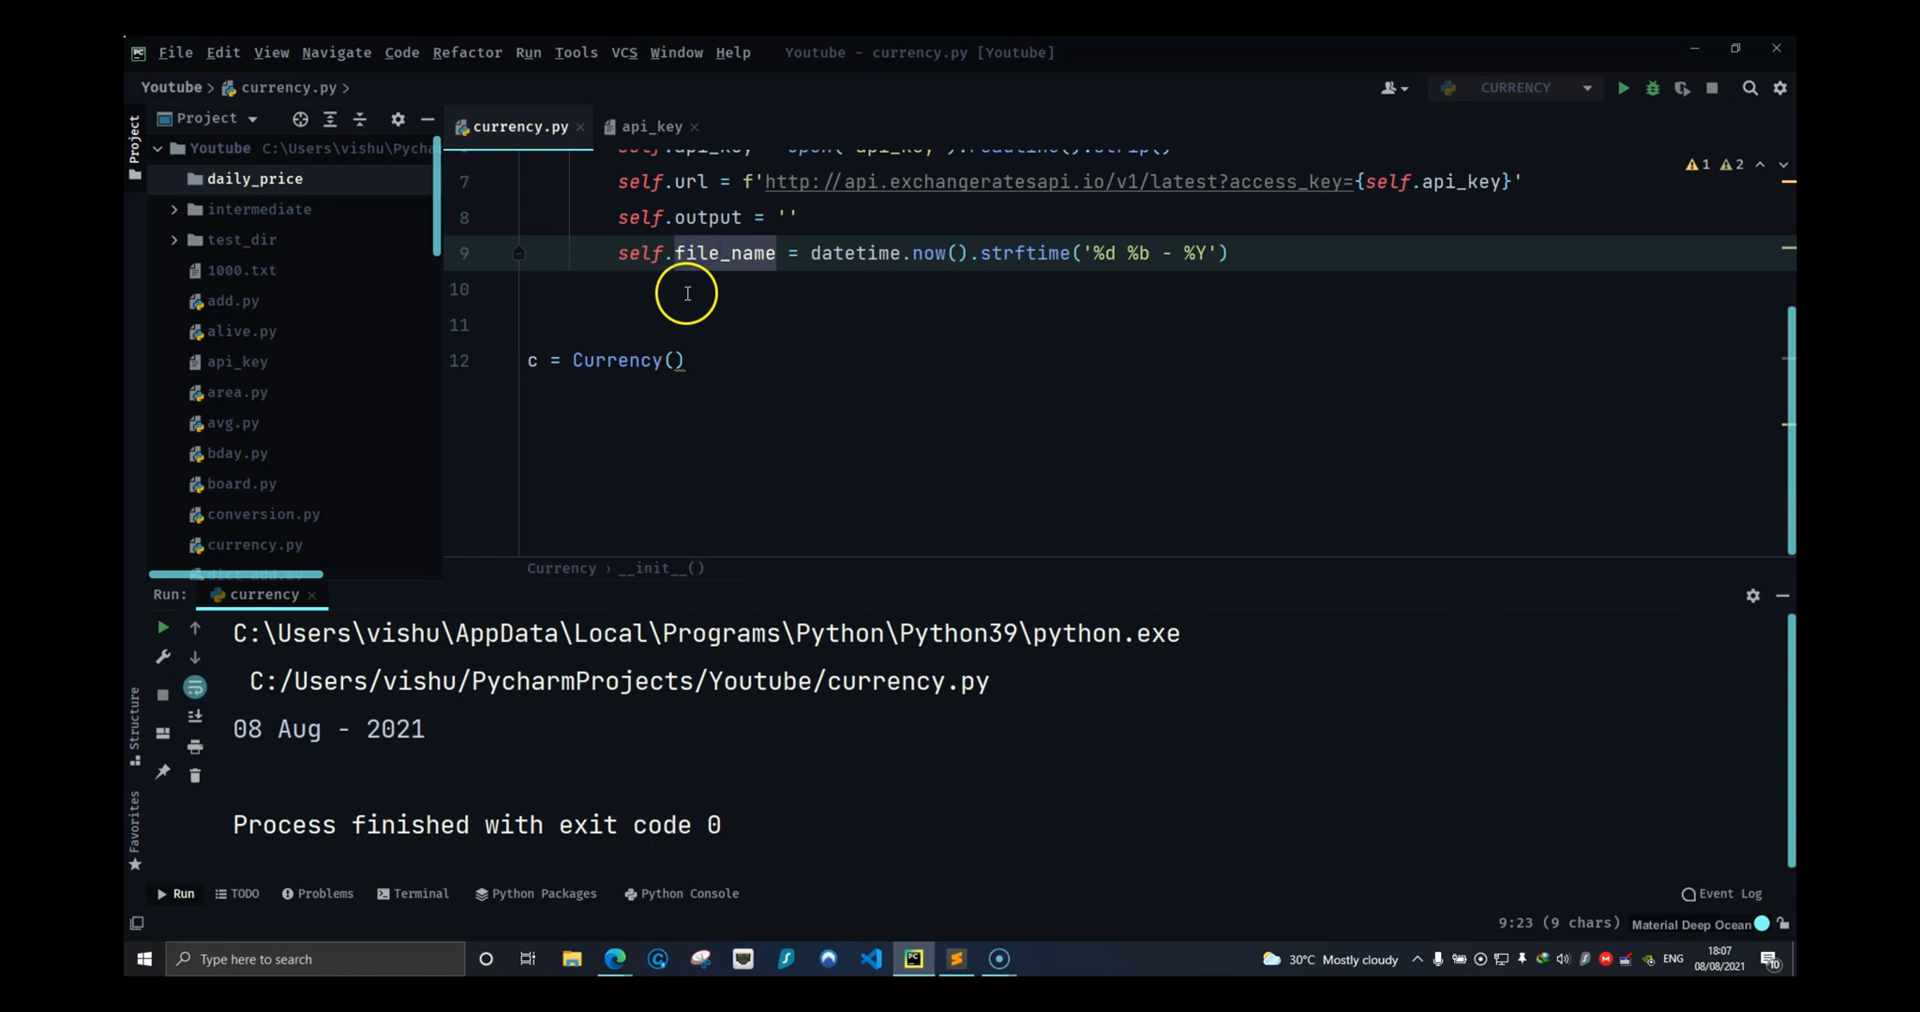 File Edit View Navigate Code Refactor Run Tools VCS Window Help Youtube - currency.py [Youtube]
Youtube > currency.py > CURRENCY
Project
Project
currency.py
api_key
Youtube C:\Users\vishu\Pycha
daily_price
intermediate
test_dir
1000.txt
add.py
alive.py
api_key
area.py
avg.py
bday.py
board.py
conversion.py
currency.py
7 self.url = f'http://api.exchangeratesapi.io/v1/latest?access_key={self.api_key}'
8 self.output = ''
9 self.file_name = datetime.now().strftime('%d %b - %Y')
10
11
12 c = Currency()
1 2
Currency > __init__()
Run: currency
C:\Users\vishu\AppData\Local\Programs\Python\Python39\python.exe
C:/Users/vishu/PycharmProjects/Youtube/currency.py
08 Aug - 2021
Process finished with exit code 0
Structure
Favorites
Run TODO Problems Terminal Python Packages Python Console Event Log
9:23 (9 chars) Material Deep Ocean
Type here to search
30°C Mostly cloudy
ENG
18:07
08/08/2021
10